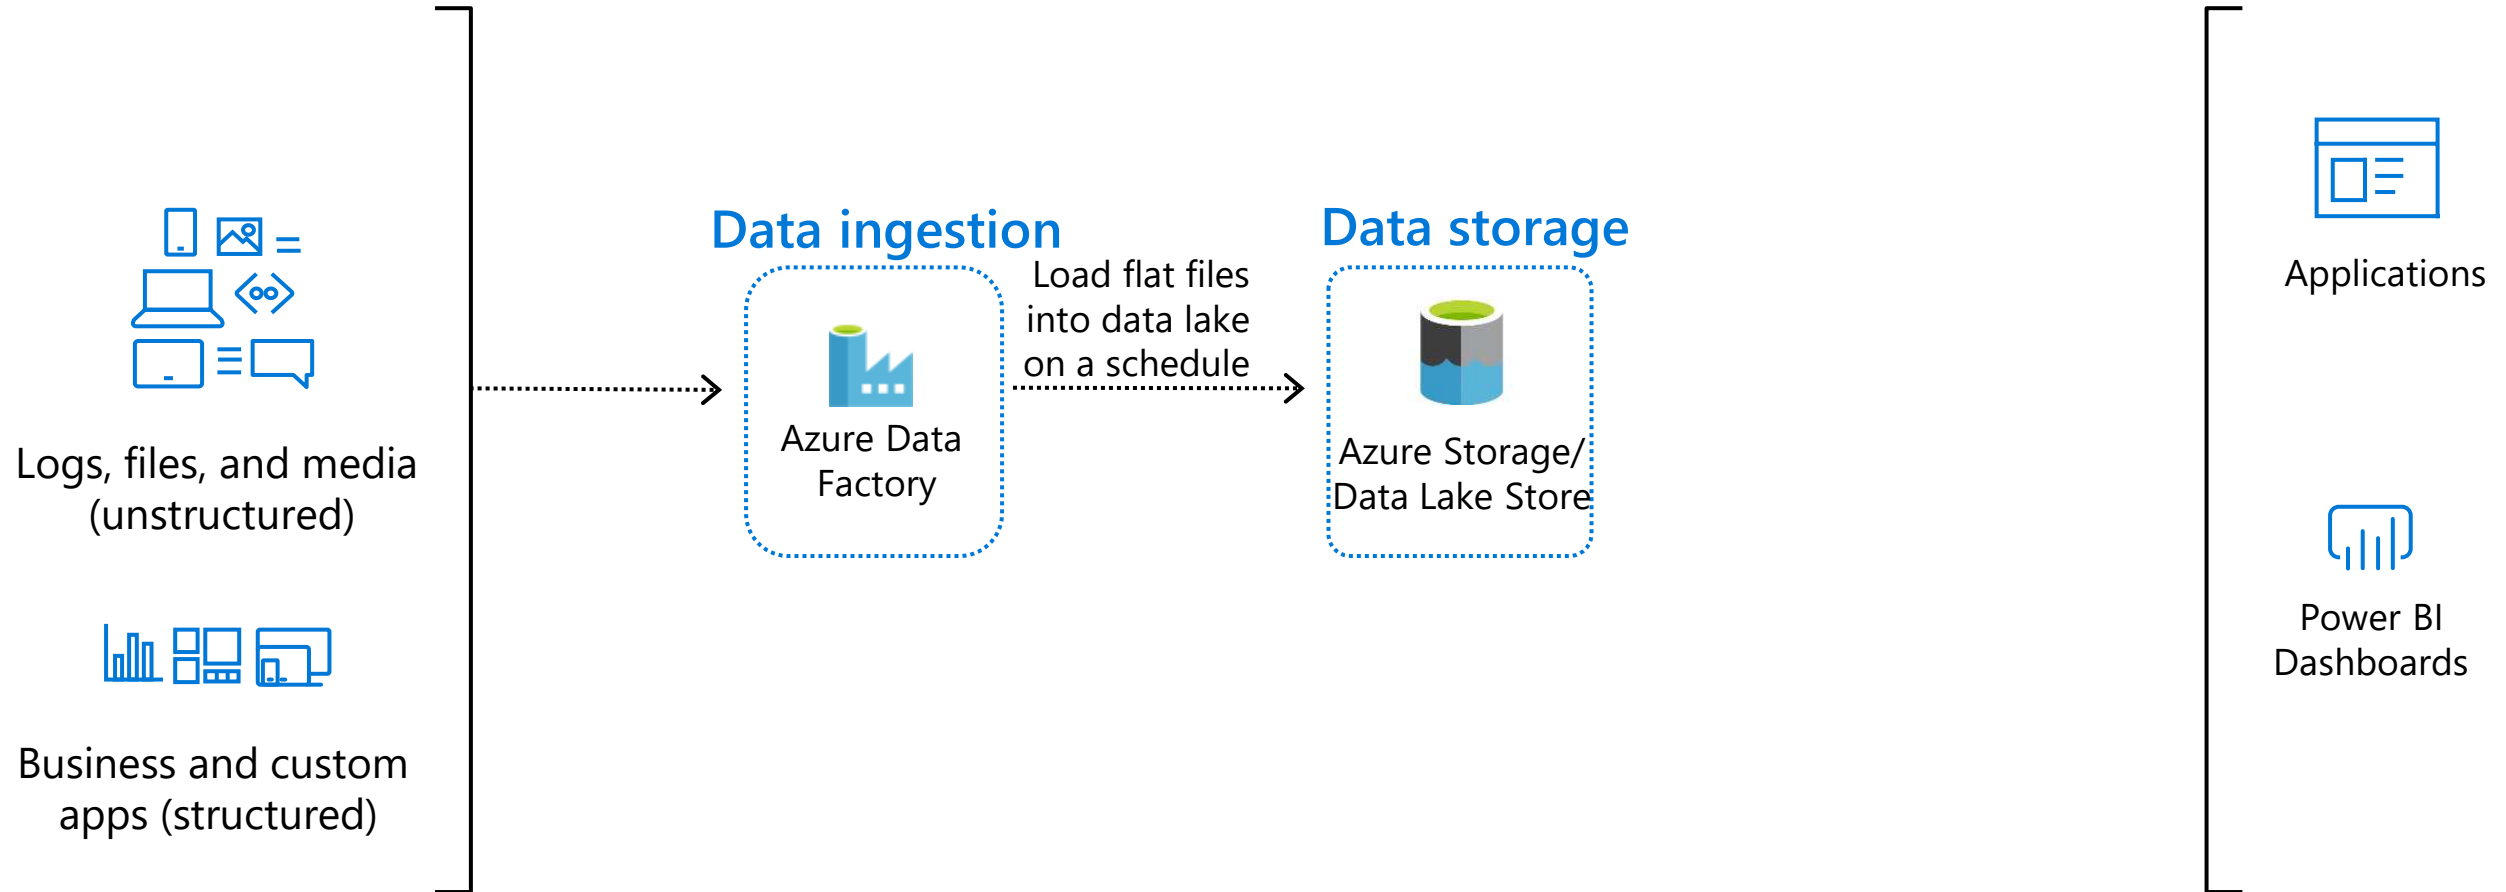 Logs, files, and media
(unstructured)
Business and custom
apps (structured)
Data ingestion
Azure Data
Factory
Load flat files
into data lake
on a schedule
Data storage
Azure Storage/
Data Lake Store
Applications
Power BI
Dashboards